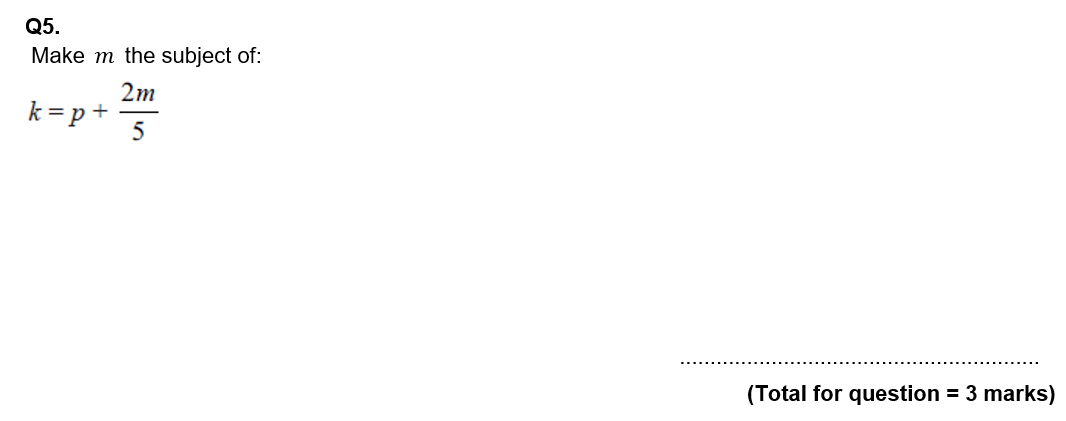 Q5.
Make m the subject of:
k = p + 2m/5
............................................................
(Total for question = 3 marks)